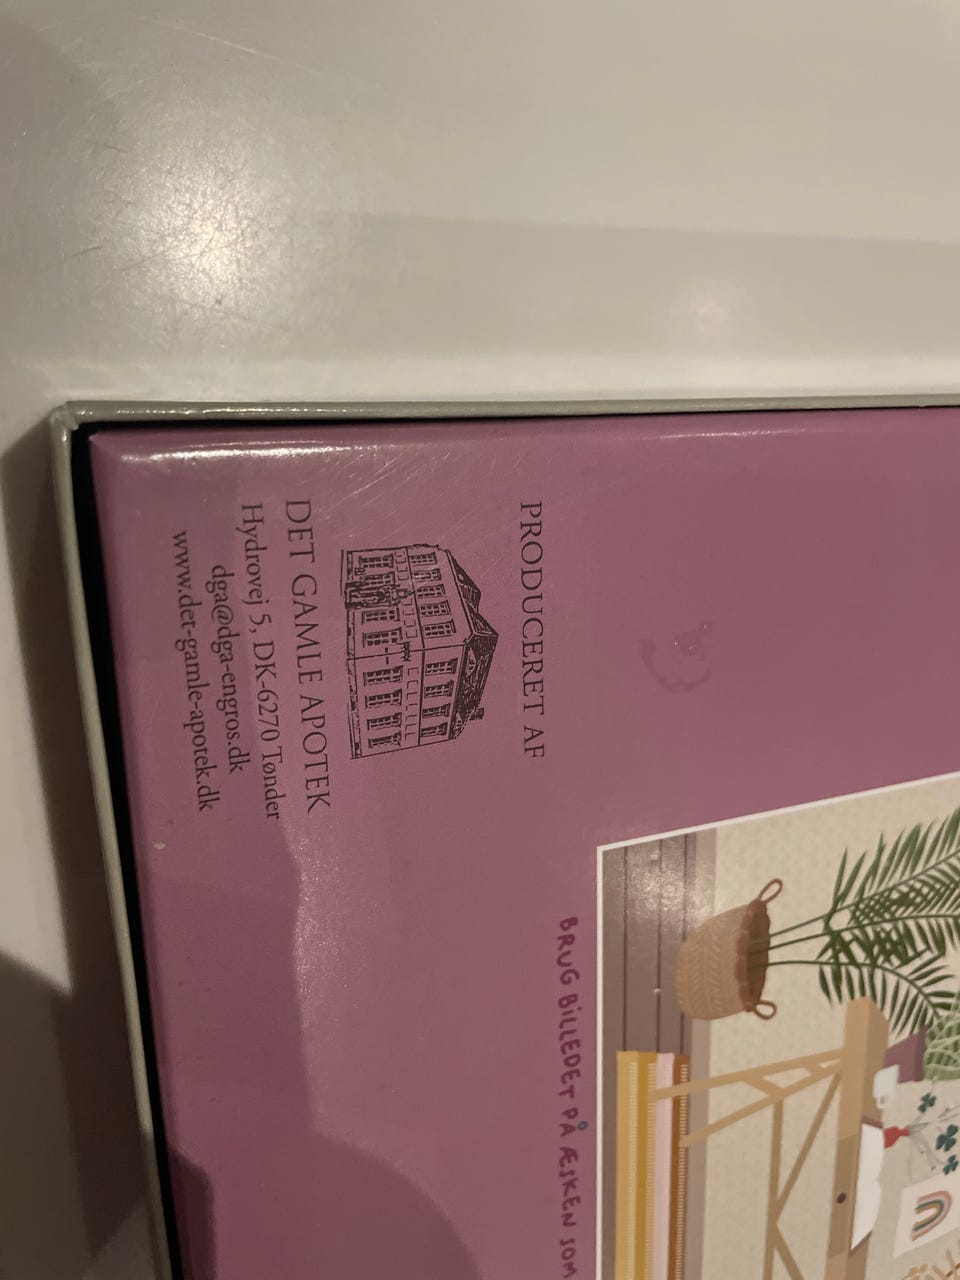 PRODUCERET AF
DET GAMLE APOTEK
Hydrovej 5, DK-6270 Tønder
dga@dga-engros.dk
www.det-gamle-apotek.dk
BRUG BILLEDET PÅ ÆSKEN SOM